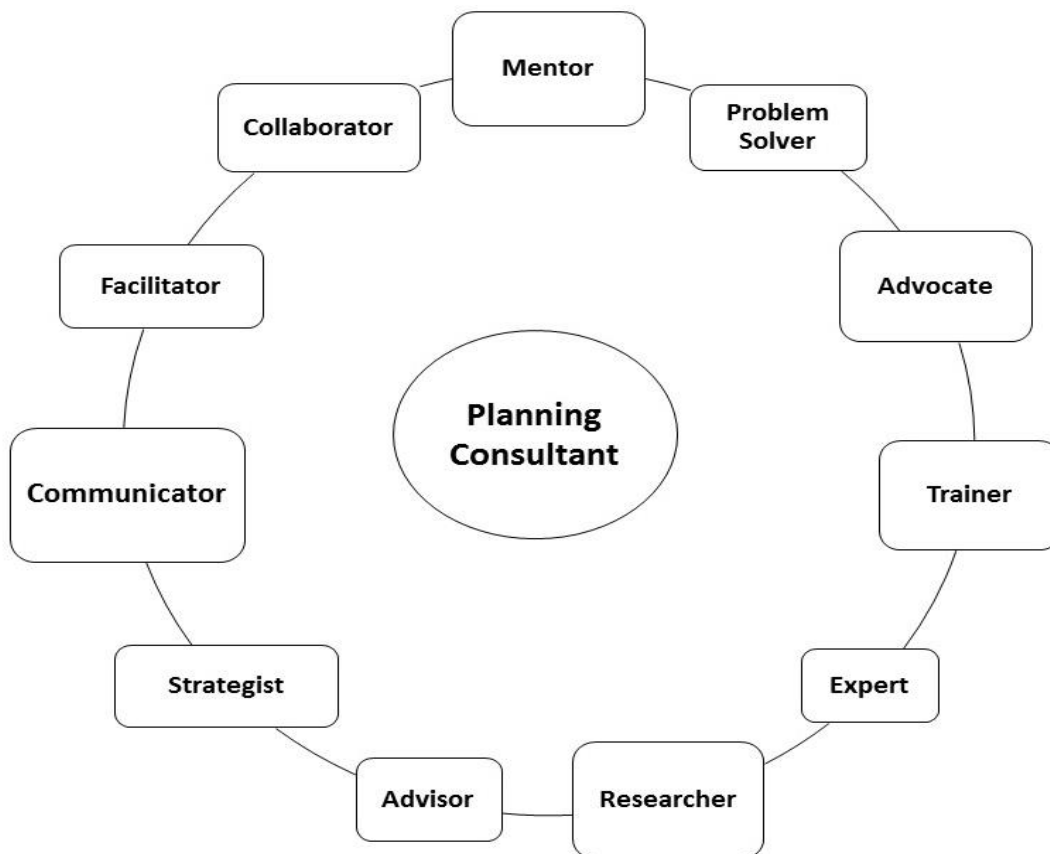 Mentor
Problem
Solver
Advocate
Trainer
Expert
Researcher
Advisor
Strategist
Communicator
Facilitator
Collaborator
Planning
Consultant